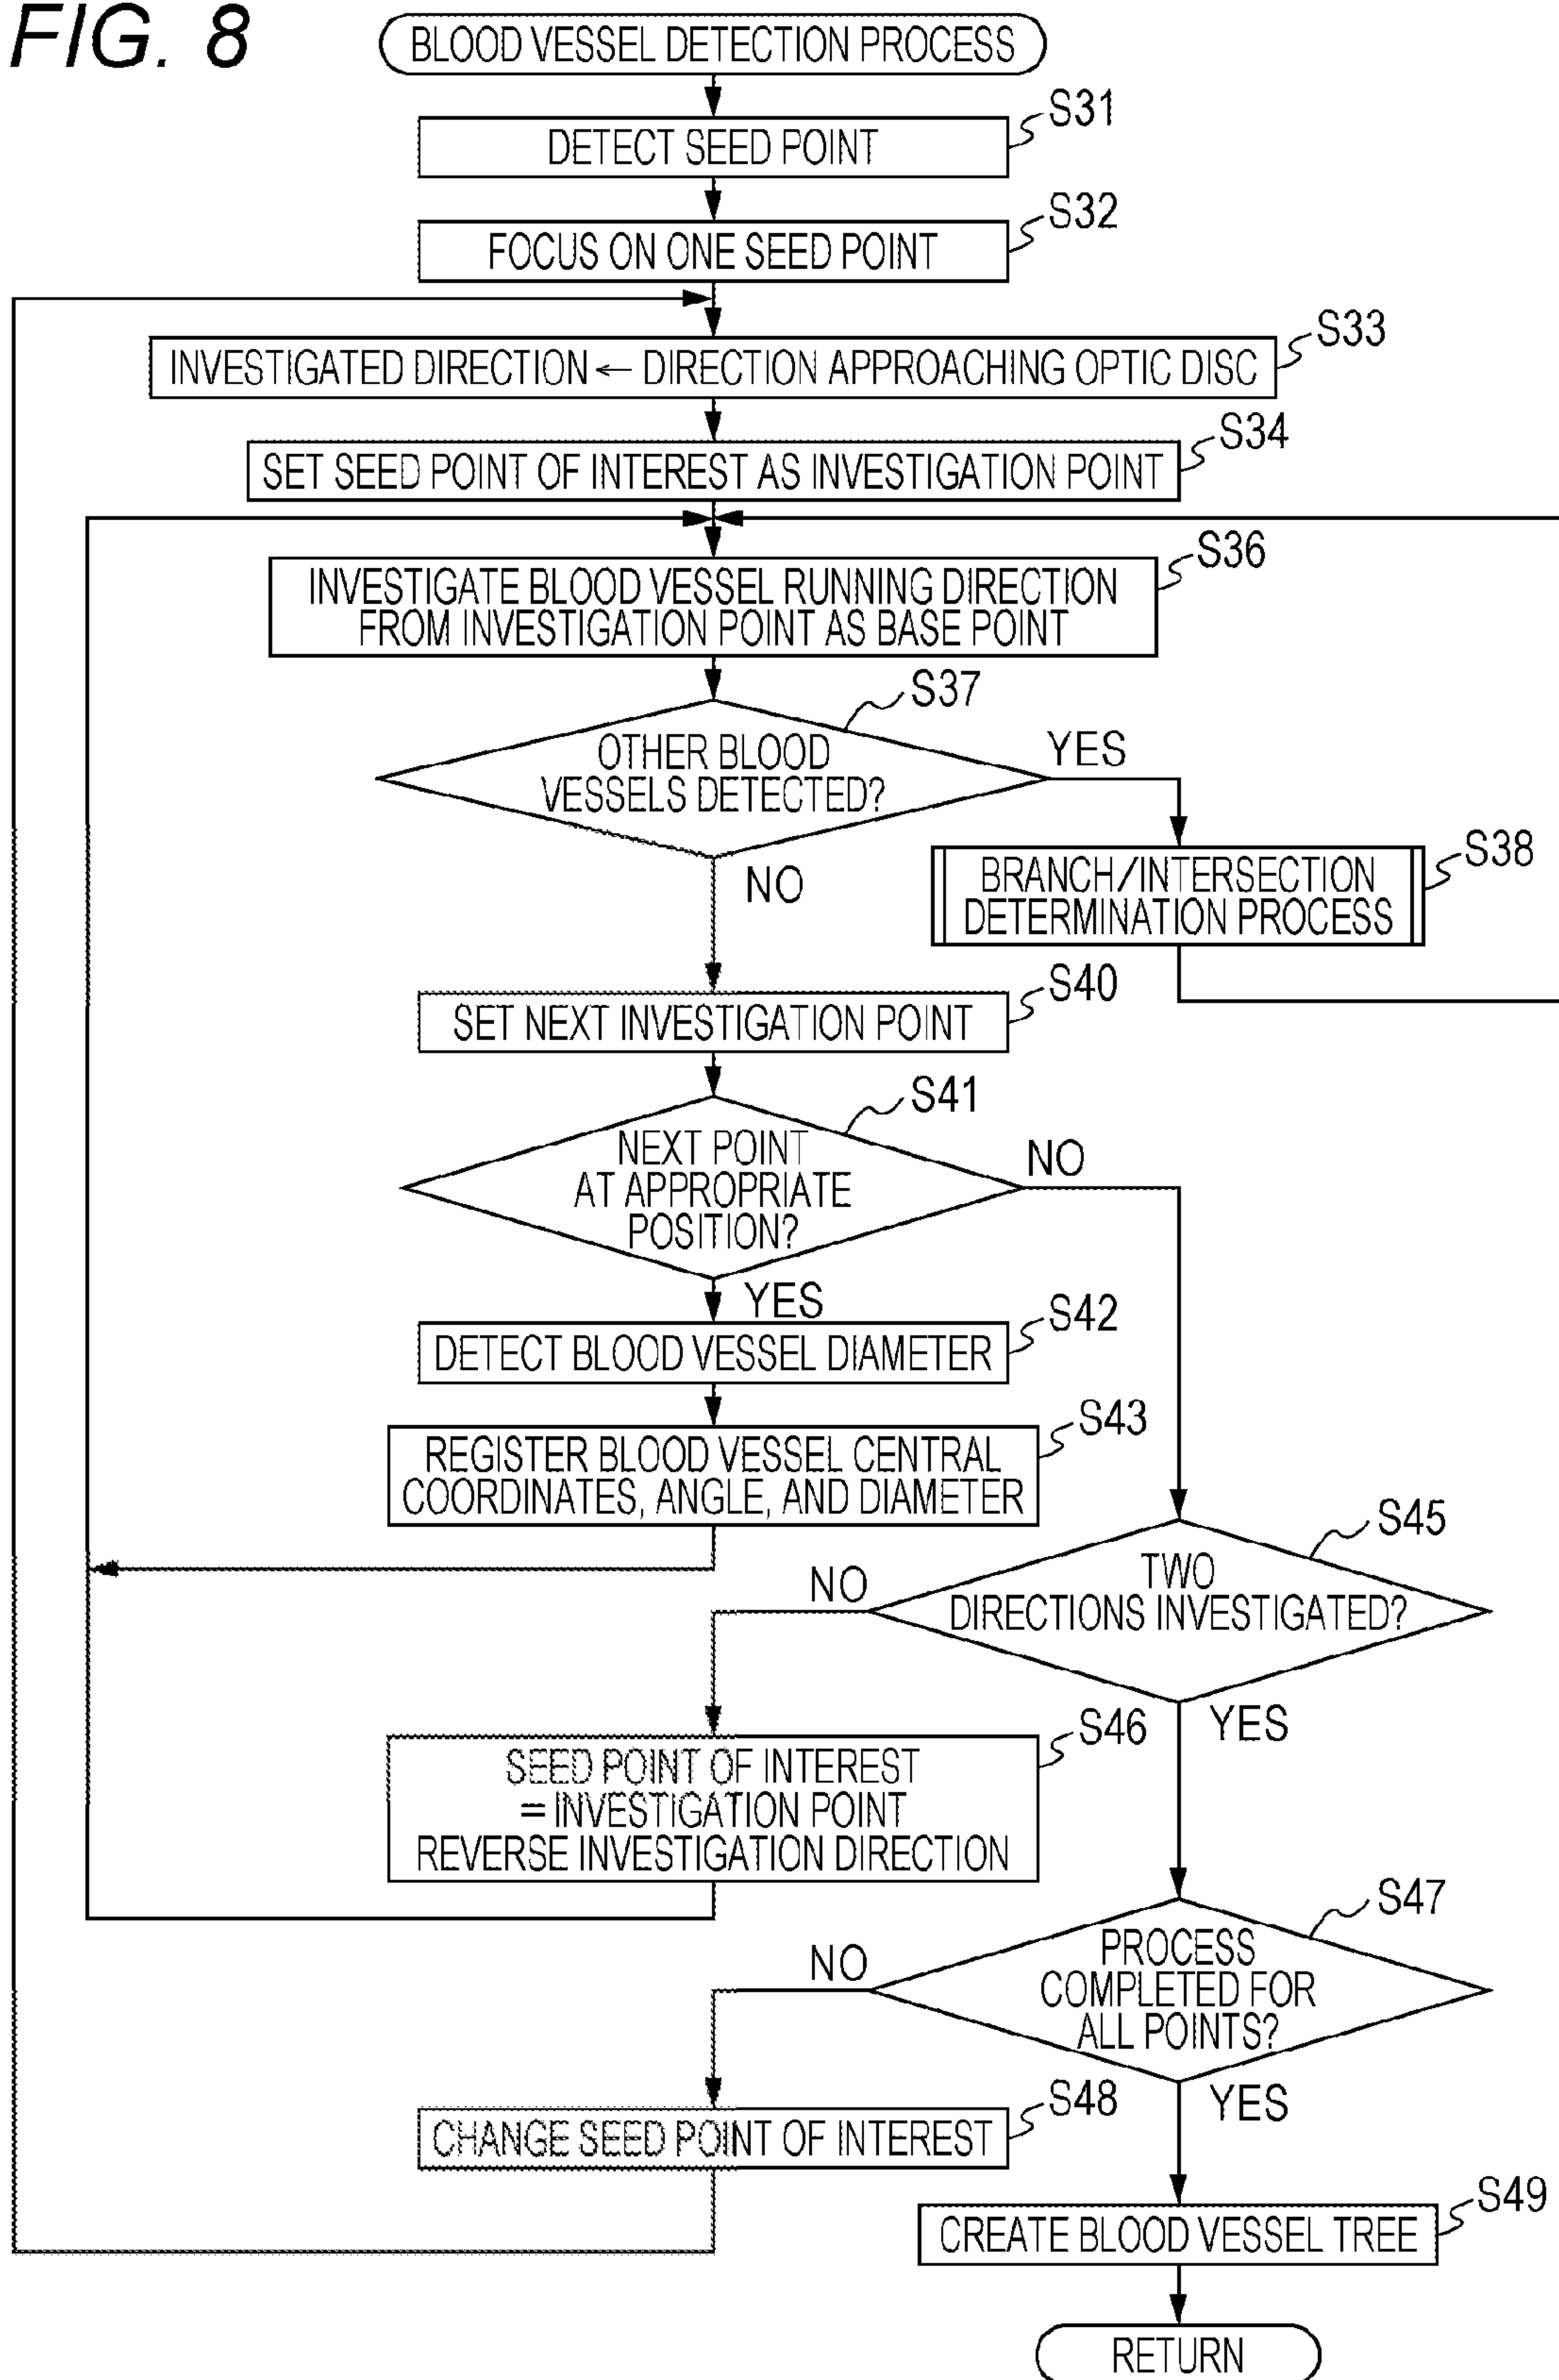 FIG. 8
BLOOD VESSEL DETECTION PROCESS
S31
DETECT SEED POINT
S32
FOCUS ON ONE SEED POINT
S33
INVESTIGATED DIRECTION ← DIRECTION APPROACHING OPTIC DISC
S34
SET SEED POINT OF INTEREST AS INVESTIGATION POINT
S36
INVESTIGATE BLOOD VESSEL RUNNING DIRECTION
FROM INVESTIGATION POINT AS BASE POINT
S37
OTHER BLOOD
VESSELS DETECTED?
YES
NO
S38
BRANCH/INTERSECTION
DETERMINATION PROCESS
S40
SET NEXT INVESTIGATION POINT
S41
NEXT POINT
AT APPROPRIATE
POSITION?
NO
YES
S42
DETECT BLOOD VESSEL DIAMETER
S43
REGISTER BLOOD VESSEL CENTRAL
COORDINATES, ANGLE, AND DIAMETER
S45
TWO
DIRECTIONS INVESTIGATED?
NO
YES
S46
SEED POINT OF INTEREST
= INVESTIGATION POINT
REVERSE INVESTIGATION DIRECTION
S47
PROCESS
COMPLETED FOR
ALL POINTS?
NO
YES
S48
CHANGE SEED POINT OF INTEREST
S49
CREATE BLOOD VESSEL TREE
RETURN